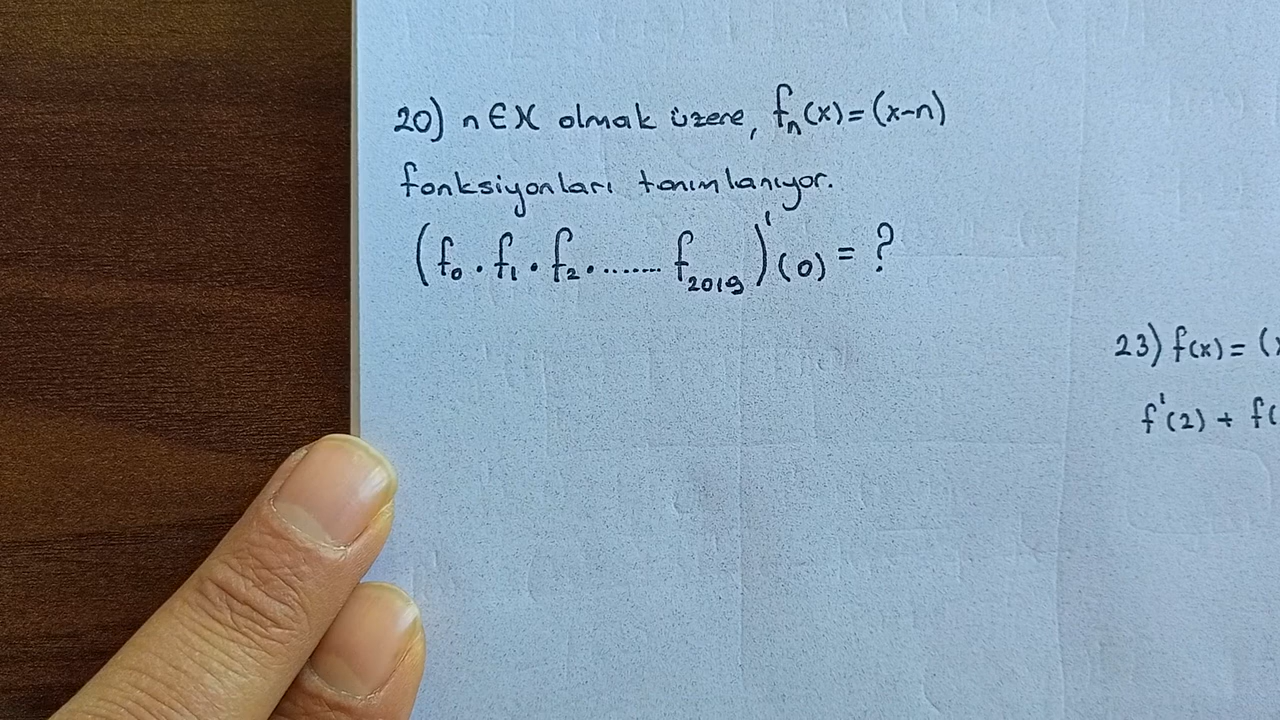 20) n∈ℕ olmak üzere, fₙ(x)=(x-n)
fonksiyonları tanımlanıyor.
(f₀.f₁.f₂........ f₂₀₁₉)'(0) = ?
23) f(x) = (x
f'(2) + f(